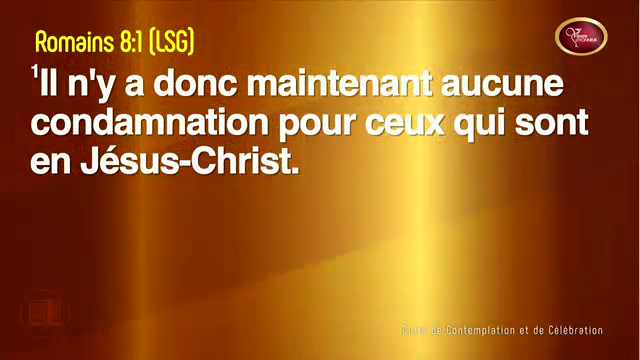 Romains 8:1 (LSG)
1Il n'y a donc maintenant aucune
condamnation pour ceux qui sont
en Jésus-Christ.
de Contemplation et de Célébration